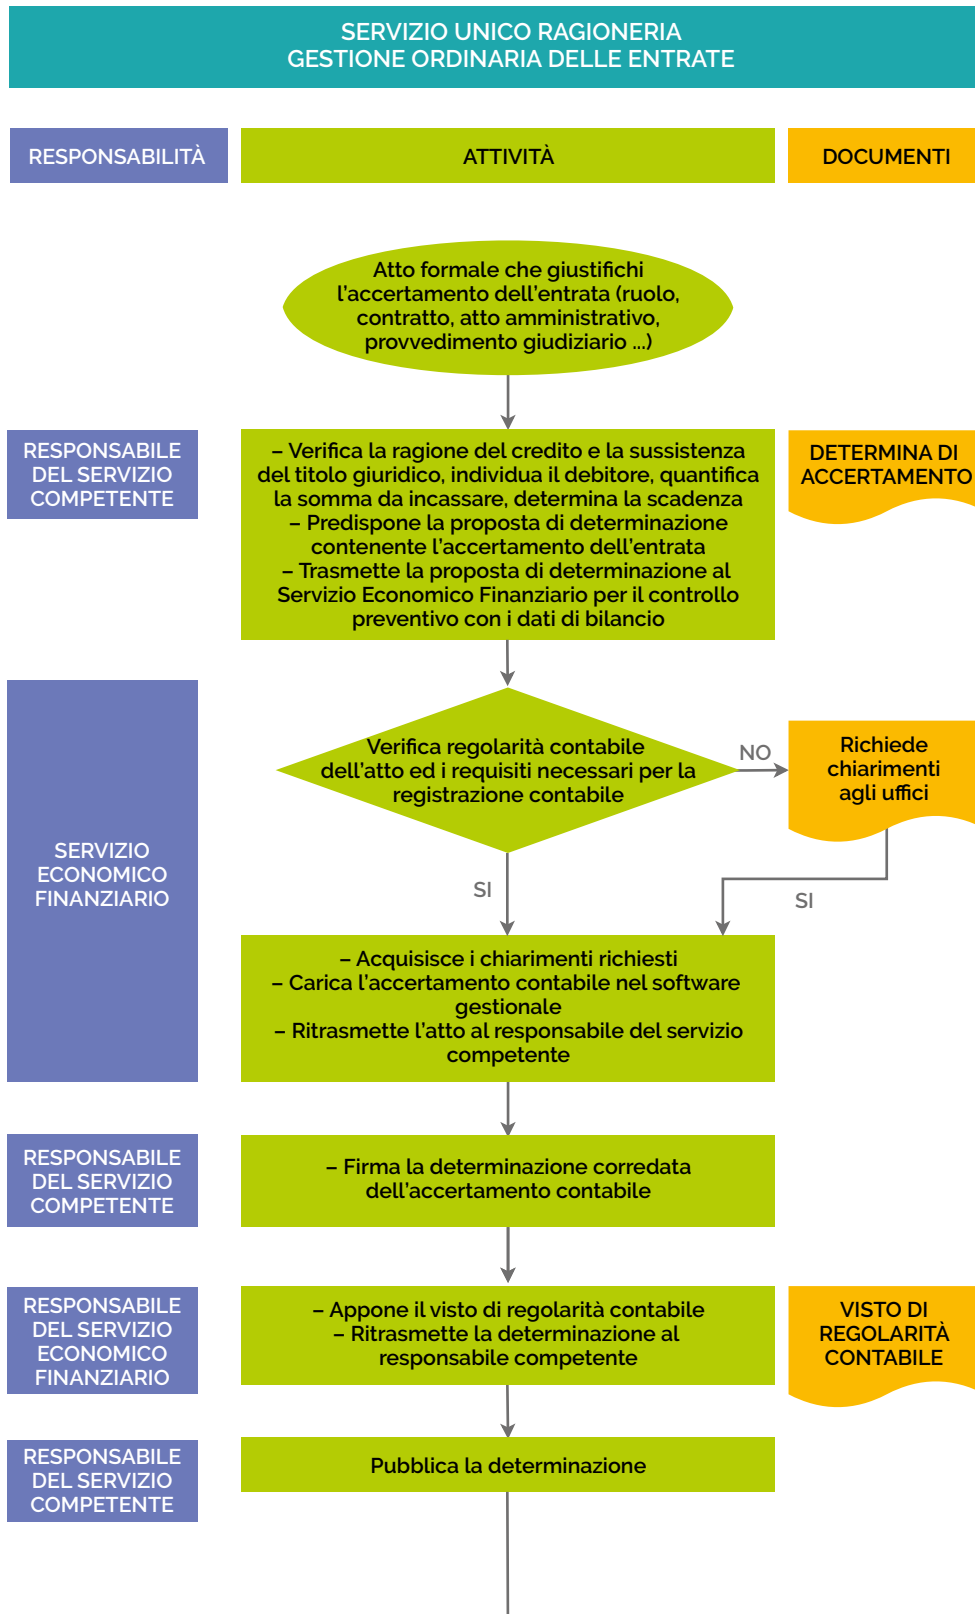 SERVIZIO UNICO RAGIONERIA
GESTIONE ORDINARIA DELLE ENTRATE
RESPONSABILITÀ
ATTIVITÀ
DOCUMENTI
Atto formale che giustifichi
l'accertamento dell'entrata (ruolo,
contratto, atto amministrativo,
provvedimento giudiziario ...)
RESPONSABILE
DEL SERVIZIO
COMPETENTE
– Verifica la ragione del credito e la sussistenza
del titolo giuridico, individua il debitore, quantifica
la somma da incassare, determina la scadenza
– Predispone la proposta di determinazione
contenente l'accertamento dell'entrata
– Trasmette la proposta di determinazione al
Servizio Economico Finanziario per il controllo
preventivo con i dati di bilancio
DETERMINA DI
ACCERTAMENTO
SERVIZIO
ECONOMICO
FINANZIARIO
Verifica regolarità contabile
dell'atto ed i requisiti necessari per la
registrazione contabile
NO
Richiede
chiarimenti
agli uffici
SI
SI
– Acquisisce i chiarimenti richiesti
– Carica l'accertamento contabile nel software
gestionale
– Ritrasmette l'atto al responsabile del servizio
competente
RESPONSABILE
DEL SERVIZIO
COMPETENTE
– Firma la determinazione corredata
dell'accertamento contabile
RESPONSABILE
DEL SERVIZIO
ECONOMICO
FINANZIARIO
– Appone il visto di regolarità contabile
– Ritrasmette la determinazione al
responsabile competente
VISTO DI
REGOLARITÀ
CONTABILE
RESPONSABILE
DEL SERVIZIO
COMPETENTE
Pubblica la determinazione